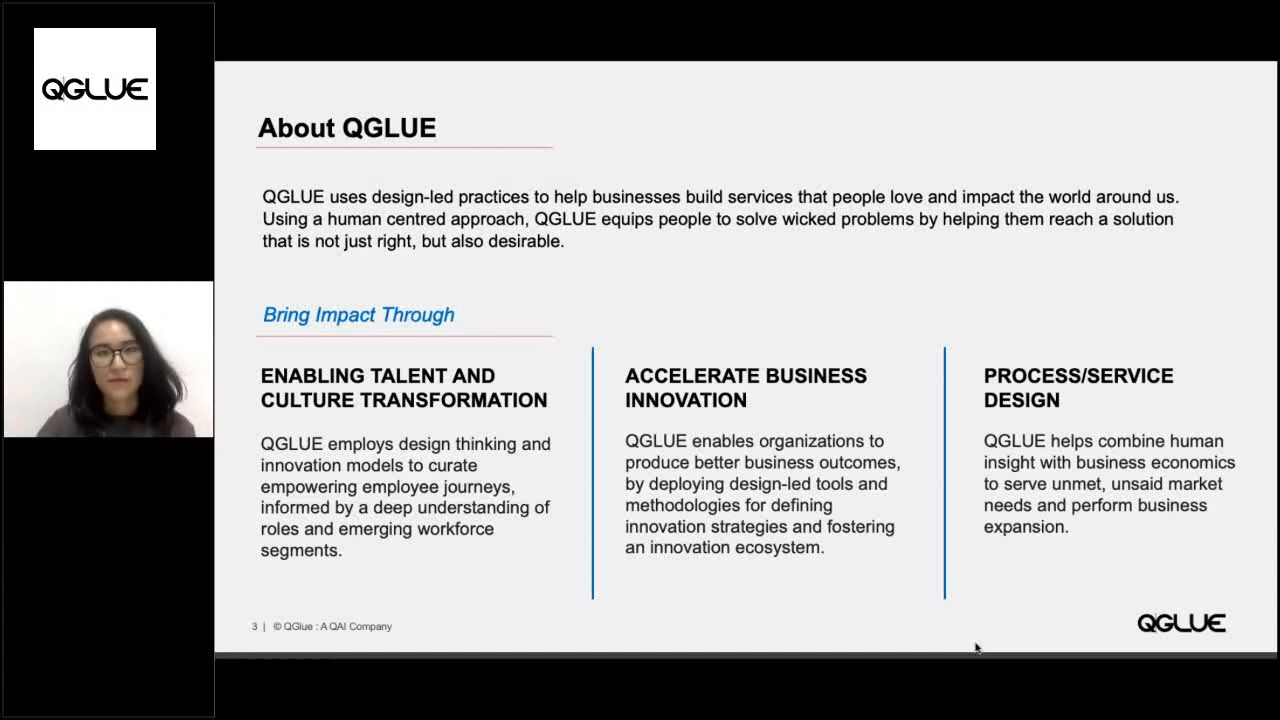 QGLUE
About QGLUE
QGLUE uses design-led practices to help businesses build services that people love and impact the world around us.
Using a human centred approach, QGLUE equips people to solve wicked problems by helping them reach a solution
that is not just right, but also desirable.
Bring Impact Through
ENABLING TALENT AND
CULTURE TRANSFORMATION
QGLUE employs design thinking and
innovation models to curate
empowering employee journeys,
informed by a deep understanding of
roles and emerging workforce
segments.
ACCELERATE BUSINESS
INNOVATION
QGLUE enables organizations to
produce better business outcomes,
by deploying design-led tools and
methodologies for defining
innovation strategies and fostering
an innovation ecosystem.
PROCESS/SERVICE
DESIGN
QGLUE helps combine human
insight with business economics
to serve unmet, unsaid market
needs and perform business
expansion.
3 | © QGlue : A QAI Company
QGLUE